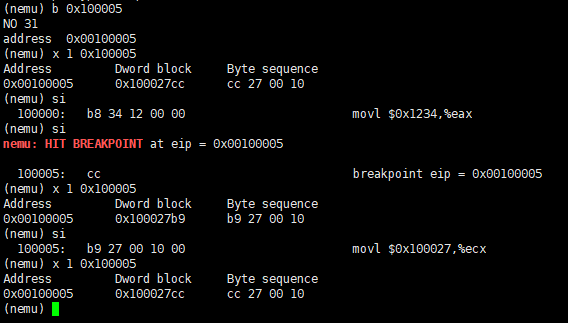 (nemu) b 0x100005
NO 31
address  0x00100005
(nemu) x 1 0x100005
Address         Dword block     Byte sequence
0x00100005      0x100027cc      cc 27 00 10
(nemu) si
  100000:   b8 34 12 00 00                        movl $0x1234,%eax
(nemu) si
nemu: HIT BREAKPOINT at eip = 0x00100005
  100005:   cc                                    breakpoint eip = 0x00100005
(nemu) x 1 0x100005
Address         Dword block     Byte sequence
0x00100005      0x100027b9      b9 27 00 10
(nemu) si
  100005:   b9 27 00 10 00                        movl $0x100027,%ecx
(nemu) x 1 0x100005
Address         Dword block     Byte sequence
0x00100005      0x100027cc      cc 27 00 10
(nemu)